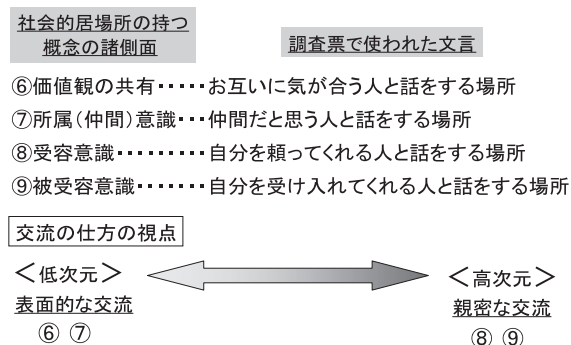 社会的居場所の持つ
概念の諸側面
調査票で使われた文言
⑥価値観の共有・・・・・お互いに気が合う人と話をする場所
⑦所属（仲間）意識・・・仲間だと思う人と話をする場所
⑧受容意識・・・・・・・・・自分を頼ってくれる人と話をする場所
⑨被受容意識・・・・・・・自分を受け入れてくれる人と話をする場所
交流の仕方の視点
＜低次元＞
表面的な交流
⑥ ⑦
＜高次元＞
親密な交流
⑧ ⑨